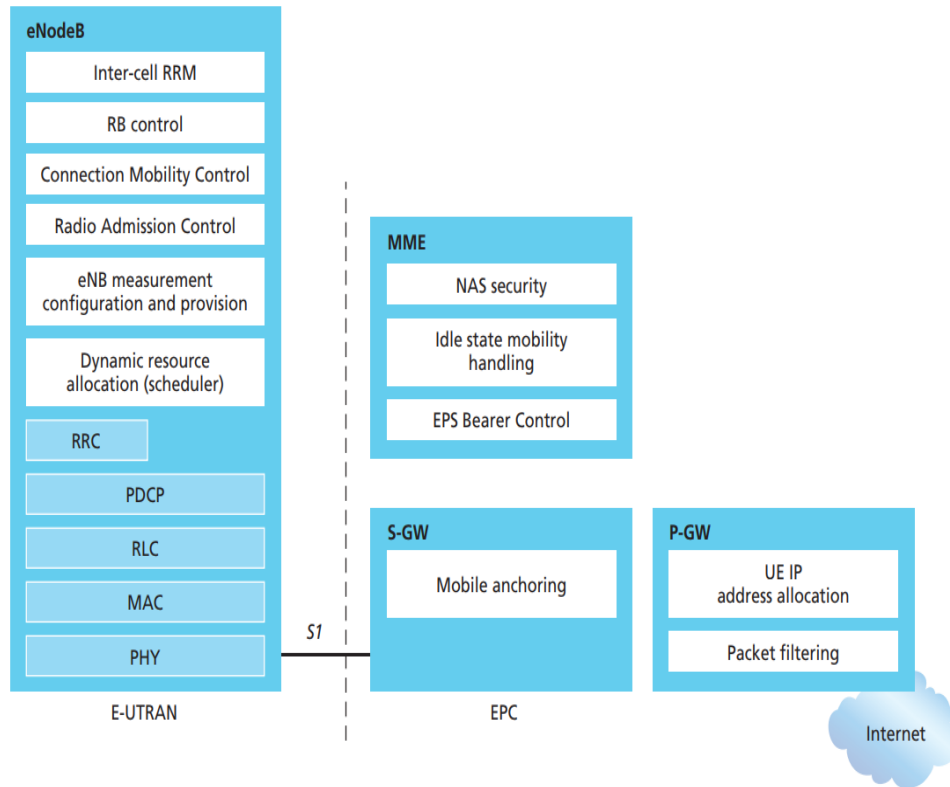 eNodeB
Inter-cell RRM
RB control
Connection Mobility Control
Radio Admission Control
eNB measurement
configuration and provision
Dynamic resource
allocation (scheduler)
RRC
PDCP
RLC
MAC
PHY
E-UTRAN
S1
MME
NAS security
Idle state mobility
handling
EPS Bearer Control
S-GW
Mobile anchoring
EPC
P-GW
UE IP
address allocation
Packet filtering
Internet